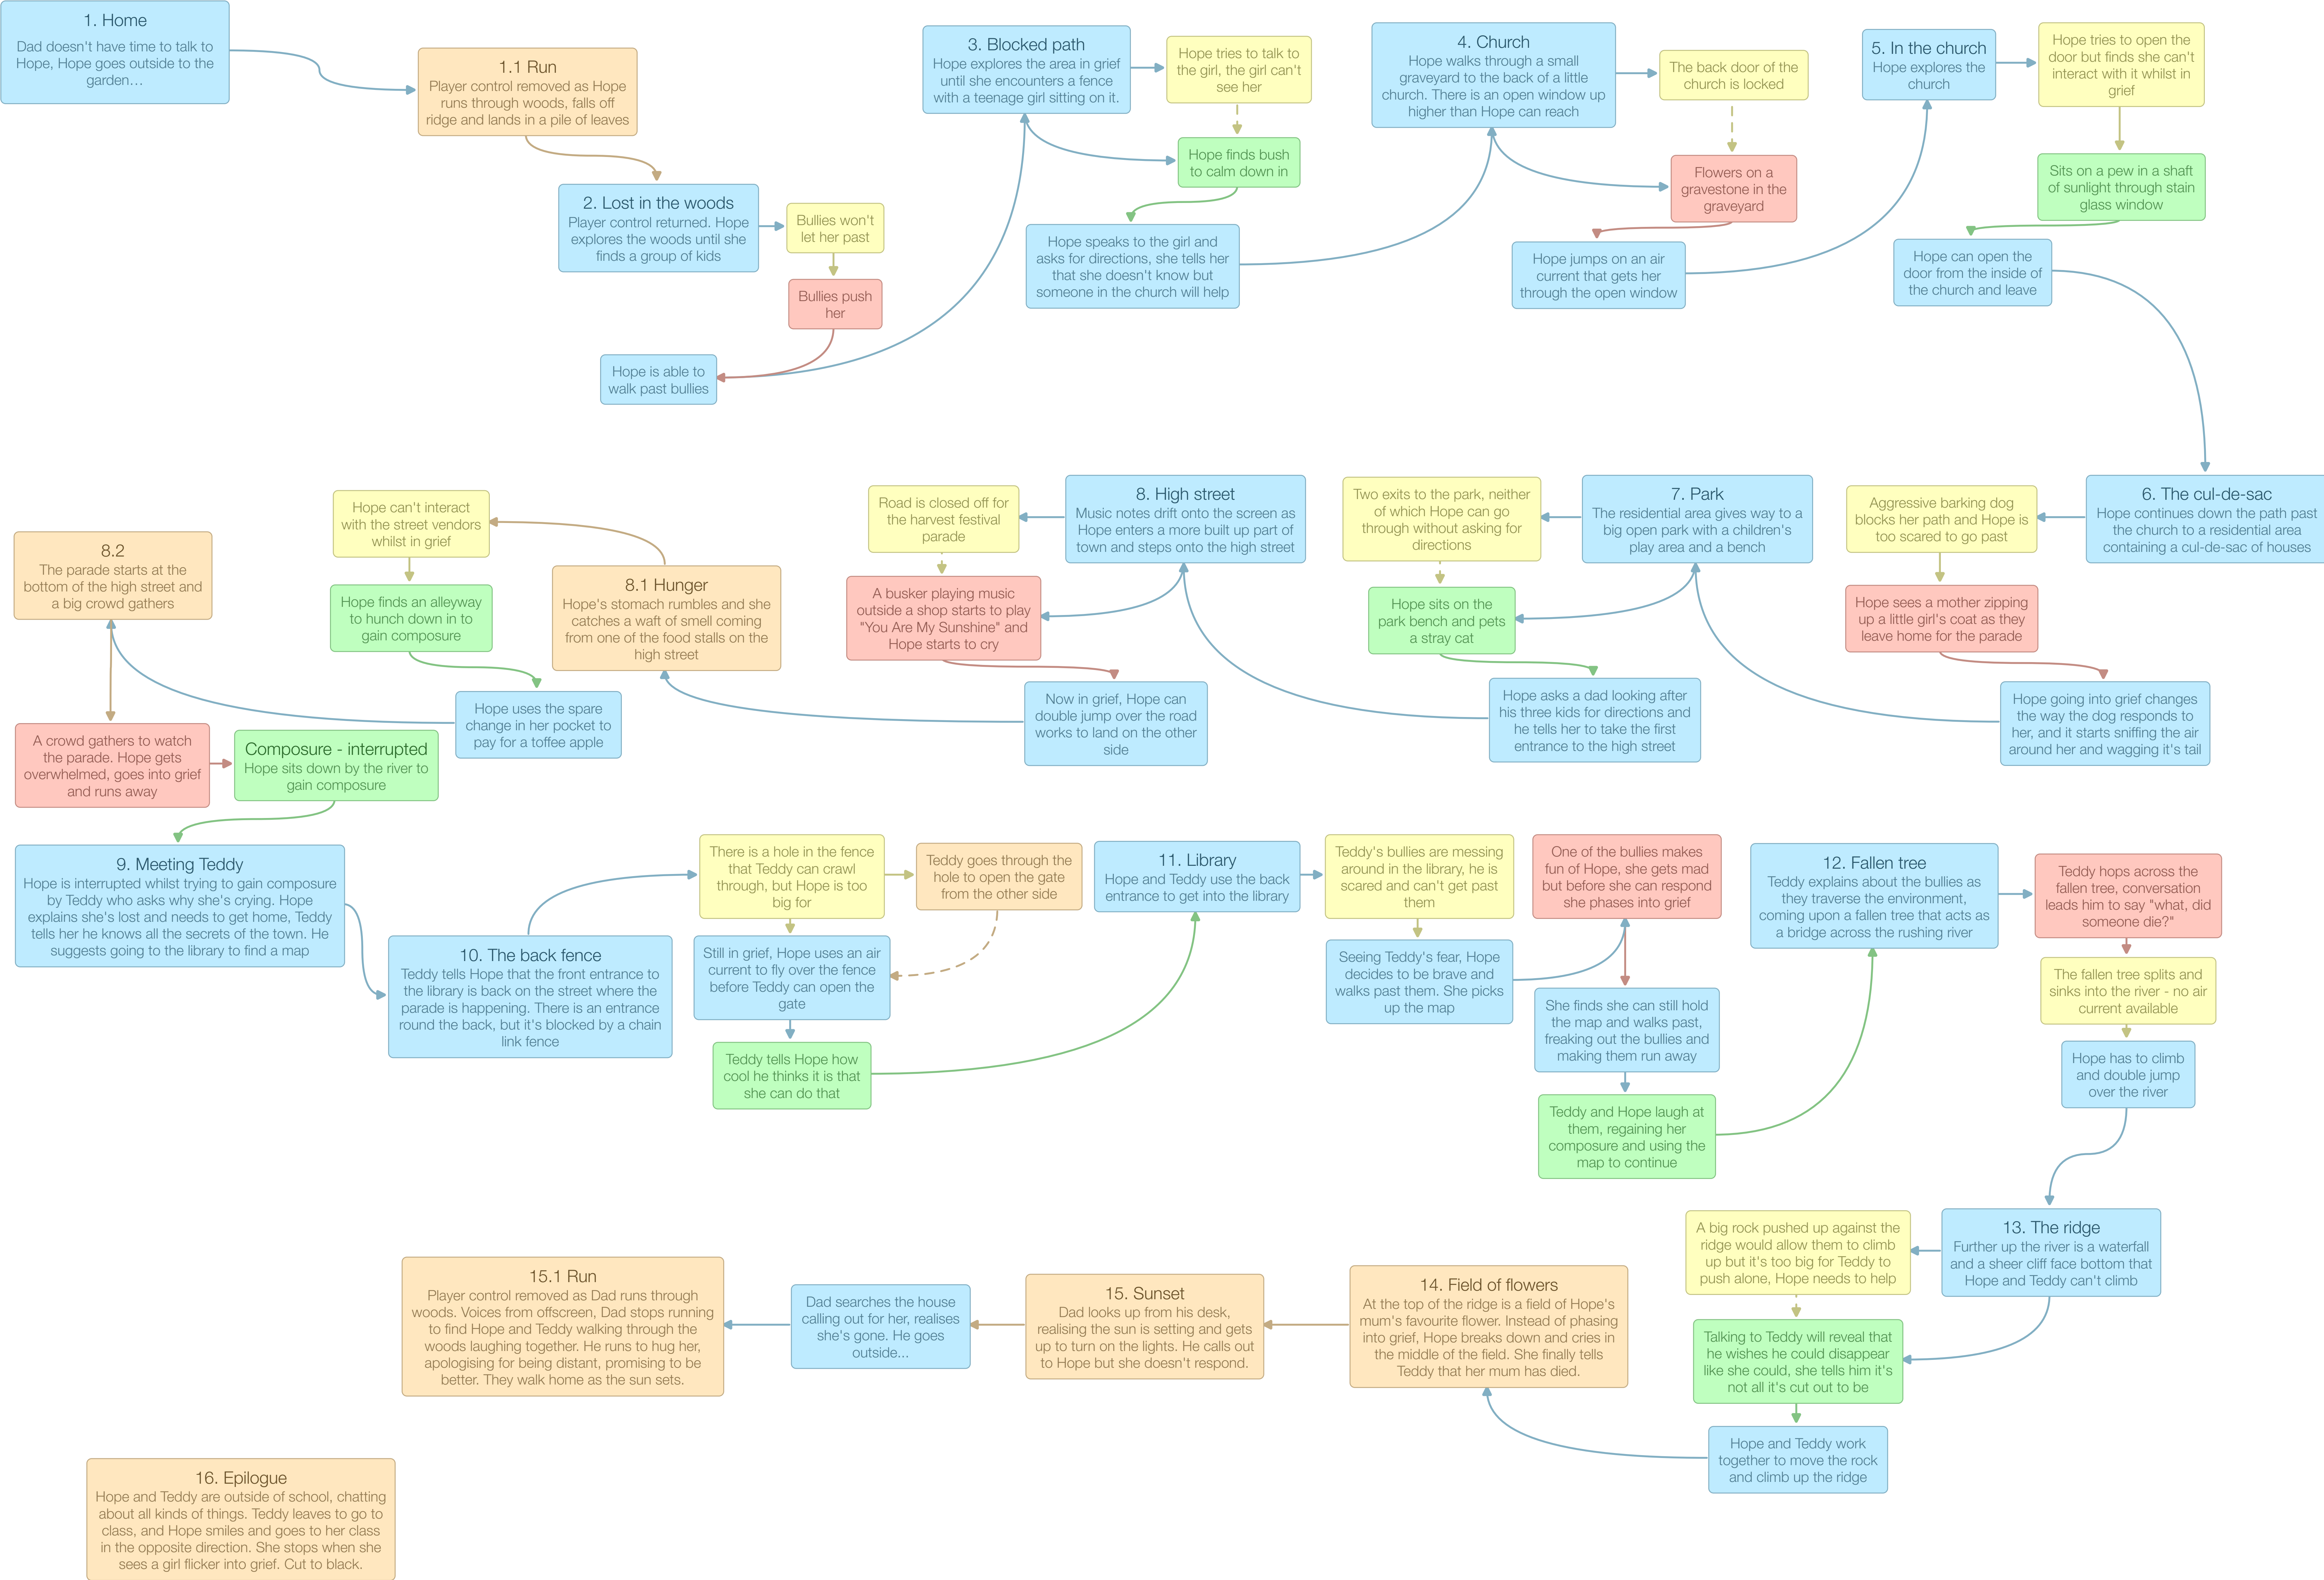 1. Home
Dad doesn't have time to talk to
Hope, Hope goes outside to the
garden...
1.1 Run
Player control removed as Hope
runs through woods, falls off
ridge and lands in a pile of leaves
2. Lost in the woods
Player control returned. Hope
explores the woods until she
finds a group of kids
Bullies won't
let her past
Bullies push
her
Hope is able to
walk past bullies
3. Blocked path
Hope explores the area in grief
until she encounters a fence
with a teenage girl sitting on it.
Hope tries to talk to
the girl, the girl can't
see her
Hope finds bush
to calm down in
Hope speaks to the girl and
asks for directions, she tells her
that she doesn't know but
someone in the church will help
4. Church
Hope walks through a small
graveyard to the back of a little
church. There is an open window up
higher than Hope can reach
The back door of the
church is locked
Flowers on a
gravestone in the
graveyard
Hope jumps on an air
current that gets her
through the open window
5. In the church
Hope explores the
church
Hope tries to open the
door but finds she can't
interact with it whilst in
grief
Sits on a pew in a shaft
of sunlight through stain
glass window
Hope can open the
door from the inside of
the church and leave
6. The cul-de-sac
Hope continues down the path past
the church to a residential area
containing a cul-de-sac of houses
Aggressive barking dog
blocks her path and Hope is
too scared to go past
Hope sees a mother zipping
up a little girl's coat as they
leave home for the parade
Hope going into grief changes
the way the dog responds to
her, and it starts sniffing the air
around her and wagging it's tail
7. Park
The residential area gives way to a
big open park with a children's
play area and a bench
Two exits to the park, neither
of which Hope can go
through without asking for
directions
Hope sits on the
park bench and pets
a stray cat
Hope asks a dad looking after
his three kids for directions and
he tells her to take the first
entrance to the high street
8. High street
Music notes drift onto the screen as
Hope enters a more built up part of
town and steps onto the high street
Road is closed off for
the harvest festival
parade
A busker playing music
outside a shop starts to play
"You Are My Sunshine" and
Hope starts to cry
Now in grief, Hope can
double jump over the road
works to land on the other
side
8.1 Hunger
Hope's stomach rumbles and she
catches a waft of smell coming
from one of the food stalls on the
high street
Hope can't interact
with the street vendors
whilst in grief
Hope finds an alleyway
to hunch down in to
gain composure
Hope uses the spare
change in her pocket to
pay for a toffee apple
8.2
The parade starts at the
bottom of the high street and
a big crowd gathers
A crowd gathers to watch
the parade. Hope gets
overwhelmed, goes into grief
and runs away
Composure - interrupted
Hope sits down by the river to
gain composure
9. Meeting Teddy
Hope is interrupted whilst trying to gain composure
by Teddy who asks why she's crying. Hope
explains she's lost and needs to get home, Teddy
tells her he knows all the secrets of the town. He
suggests going to the library to find a map
10. The back fence
Teddy tells Hope that the front entrance to
the library is back on the street where the
parade is happening. There is an entrance
round the back, but it's blocked by a chain
link fence
There is a hole in the fence
that Teddy can crawl
through, but Hope is too
big for
Teddy goes through the
hole to open the gate
from the other side
Still in grief, Hope uses an air
current to fly over the fence
before Teddy can open the
gate
Teddy tells Hope how
cool he thinks it is that
she can do that
11. Library
Hope and Teddy use the back
entrance to get into the library
Teddy's bullies are messing
around in the library, he is
scared and can't get past
them
Seeing Teddy's fear, Hope
decides to be brave and
walks past them. She picks
up the map
One of the bullies makes
fun of Hope, she gets mad
but before she can respond
she phases into grief
She finds she can still hold
the map and walks past,
freaking out the bullies and
making them run away
Teddy and Hope laugh at
them, regaining her
composure and using the
map to continue
12. Fallen tree
Teddy explains about the bullies as
they traverse the environment,
coming upon a fallen tree that acts as
a bridge across the rushing river
Teddy hops across the
fallen tree, conversation
leads him to say "what, did
someone die?"
The fallen tree splits and
sinks into the river - no air
current available
Hope has to climb
and double jump
over the river
13. The ridge
Further up the river is a waterfall
and a sheer cliff face bottom that
Hope and Teddy can't climb
A big rock pushed up against the
ridge would allow them to climb
up but it's too big for Teddy to
push alone, Hope needs to help
Talking to Teddy will reveal that
he wishes he could disappear
like she could, she tells him it's
not all it's cut out to be
Hope and Teddy work
together to move the rock
and climb up the ridge
14. Field of flowers
At the top of the ridge is a field of Hope's
mum's favourite flower. Instead of phasing
into grief, Hope breaks down and cries in
the middle of the field. She finally tells
Teddy that her mum has died.
15. Sunset
Dad looks up from his desk,
realising the sun is setting and gets
up to turn on the lights. He calls out
to Hope but she doesn't respond.
Dad searches the house
calling out for her, realises
she's gone. He goes
outside...
15.1 Run
Player control removed as Dad runs through
woods. Voices from offscreen, Dad stops running
to find Hope and Teddy walking through the
woods laughing together. He runs to hug her,
apologising for being distant, promising to be
better. They walk home as the sun sets.
16. Epilogue
Hope and Teddy are outside of school, chatting
about all kinds of things. Teddy leaves to go to
class, and Hope smiles and goes to her class
in the opposite direction. She stops when she
sees a girl flicker into grief. Cut to black.